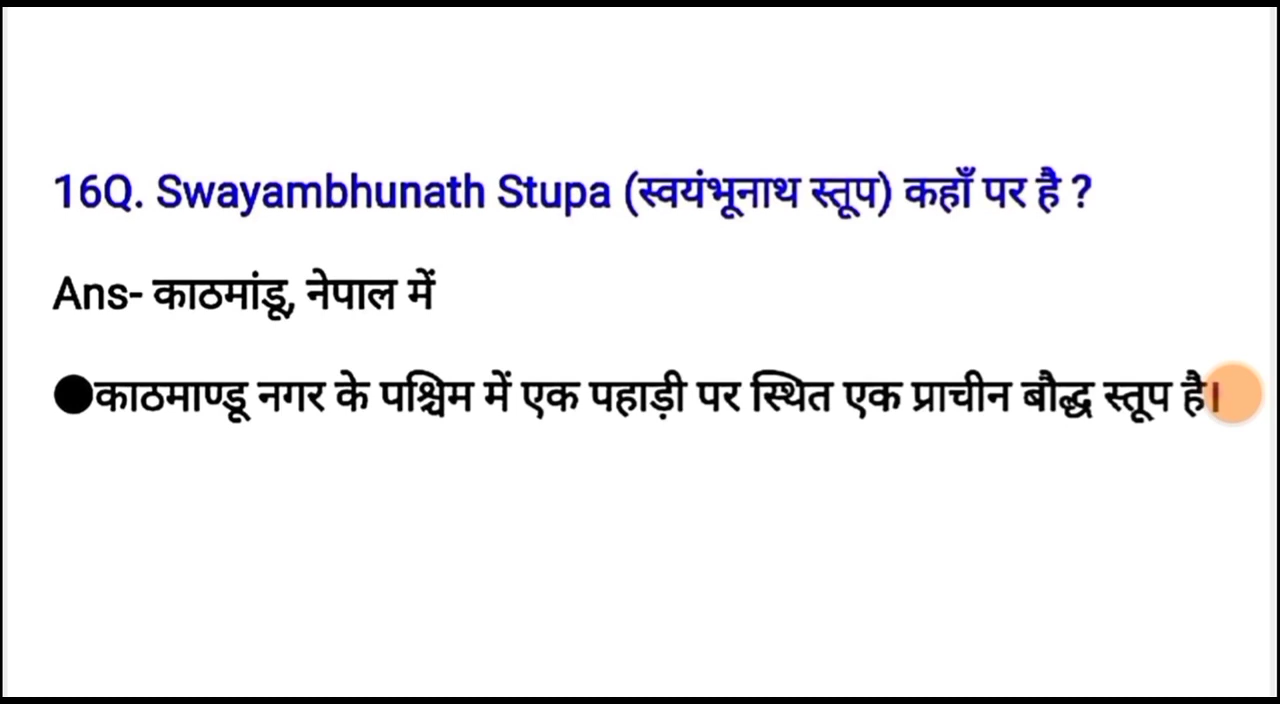 16Q. Swayambhunath Stupa (स्वयंभूनाथ स्तूप) कहाँ पर है ?
Ans- काठमांडू, नेपाल में
●काठमाण्डू नगर के पश्चिम में एक पहाड़ी पर स्थित एक प्राचीन बौद्ध स्तूप है।